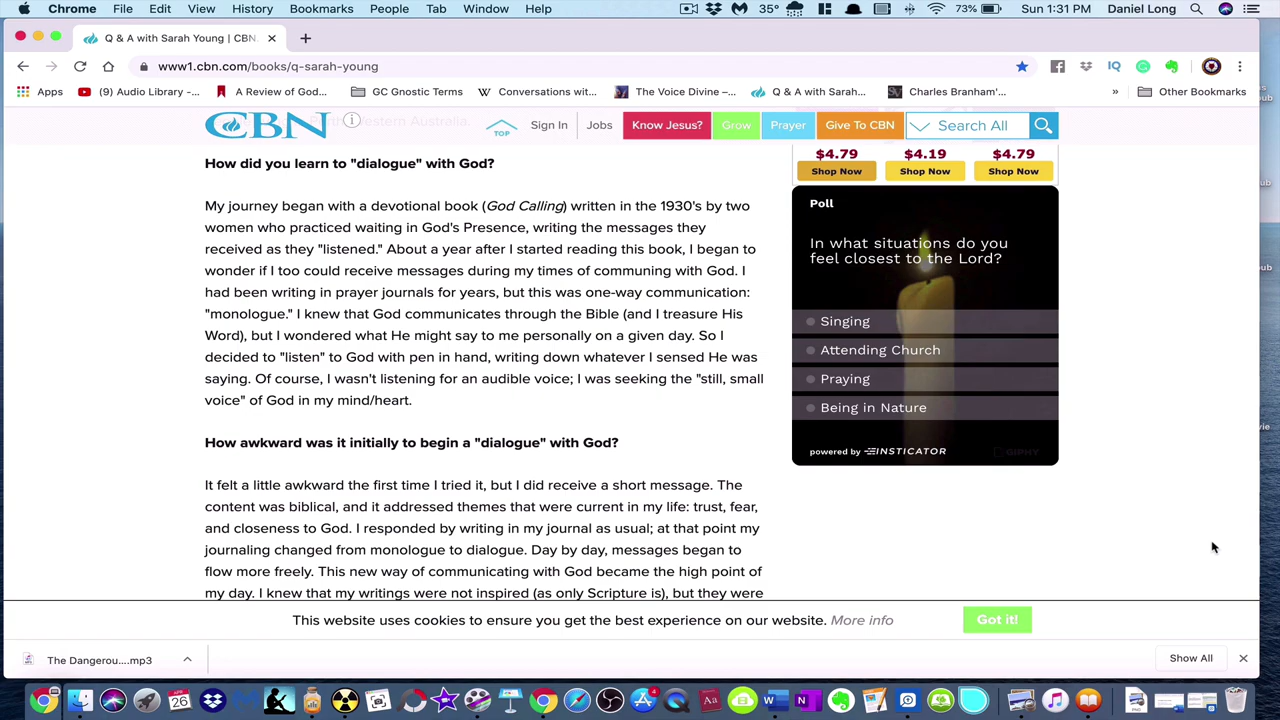 Chrome File Edit View History Bookmarks People Tab Window Help 35° 73% Sun 1:31 PM Daniel Long
Q & A with Sarah Young | CBN.
www1.cbn.com/books/q-sarah-young
Apps (9) Audio Library -... A Review of God... GC Gnostic Terms Conversations wit... The Voice Divine –... Q & A with Sarah... Charles Branham'... » Other Bookmarks
Western Australia.
CBN TOP Sign In Jobs Know Jesus? Grow Prayer Give To CBN Search All
$4.79 $4.19 $4.79
Shop Now Shop Now Shop Now
How did you learn to "dialogue" with God?
My journey began with a devotional book (God Calling) written in the 1930's by two
women who practiced waiting in God's Presence, writing the messages they
received as they "listened." About a year after I started reading this book, I began to
wonder if I too could receive messages during my times of communing with God. I
had been writing in prayer journals for years, but this was one-way communication:
"monologue." I knew that God communicates through the Bible (and I treasure His
Word), but I wondered what He might say to me personally on a given day. So I
decided to "listen" to God with pen in hand, writing down whatever I sensed He was
saying. Of course, I wasn't listening for an audible voice; I was seeking the "still, small
voice" of God in my mind/heart.
How awkward was it initially to begin a "dialogue" with God?
It felt a little awkward the first time I tried it, but I did receive a short message. The
content was biblical, and it addressed themes that were current in my life: trust, fear,
and closeness to God. I responded by writing in my journal as usual; at that point my
journaling changed from monologue to dialogue. Day by day, messages began to
flow more freely. This new way of communicating with God became the high point of
my day. I knew that my writings were not inspired (as only Scripture is), but they were
Poll
In what situations do you
feel closest to the Lord?
Singing
Attending Church
Praying
Being in Nature
powered by INSTICATOR GIPHY
This website uses cookies to ensure you get the best experience on our website. More info Got it!
The Dangerou....mp3 Show All